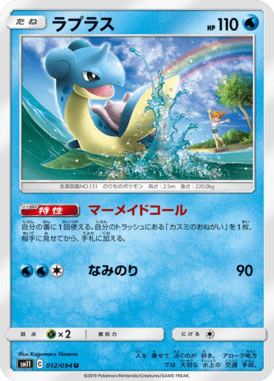 たね ラプラス HP 110
全国図鑑NO.131 のりものポケモン 高さ:2.5m 重さ:220.0kg
特性 マーメイドコール
自分の番に1回使える。自分のトラッシュにある「カスミのおねがい」を1枚、
相手に見せてから、手札に加える。
なみのり 90
弱点 ×2 抵抗力 にげる
Illus. Kagemaru Himeno
sm11 C 012/094 U
人を 乗せて 泳ぐのが 好き。アローラ地方
では 大切な 水上の 交通 手段。
©2019 Pokémon/Nintendo/Creatures/GAME FREAK.